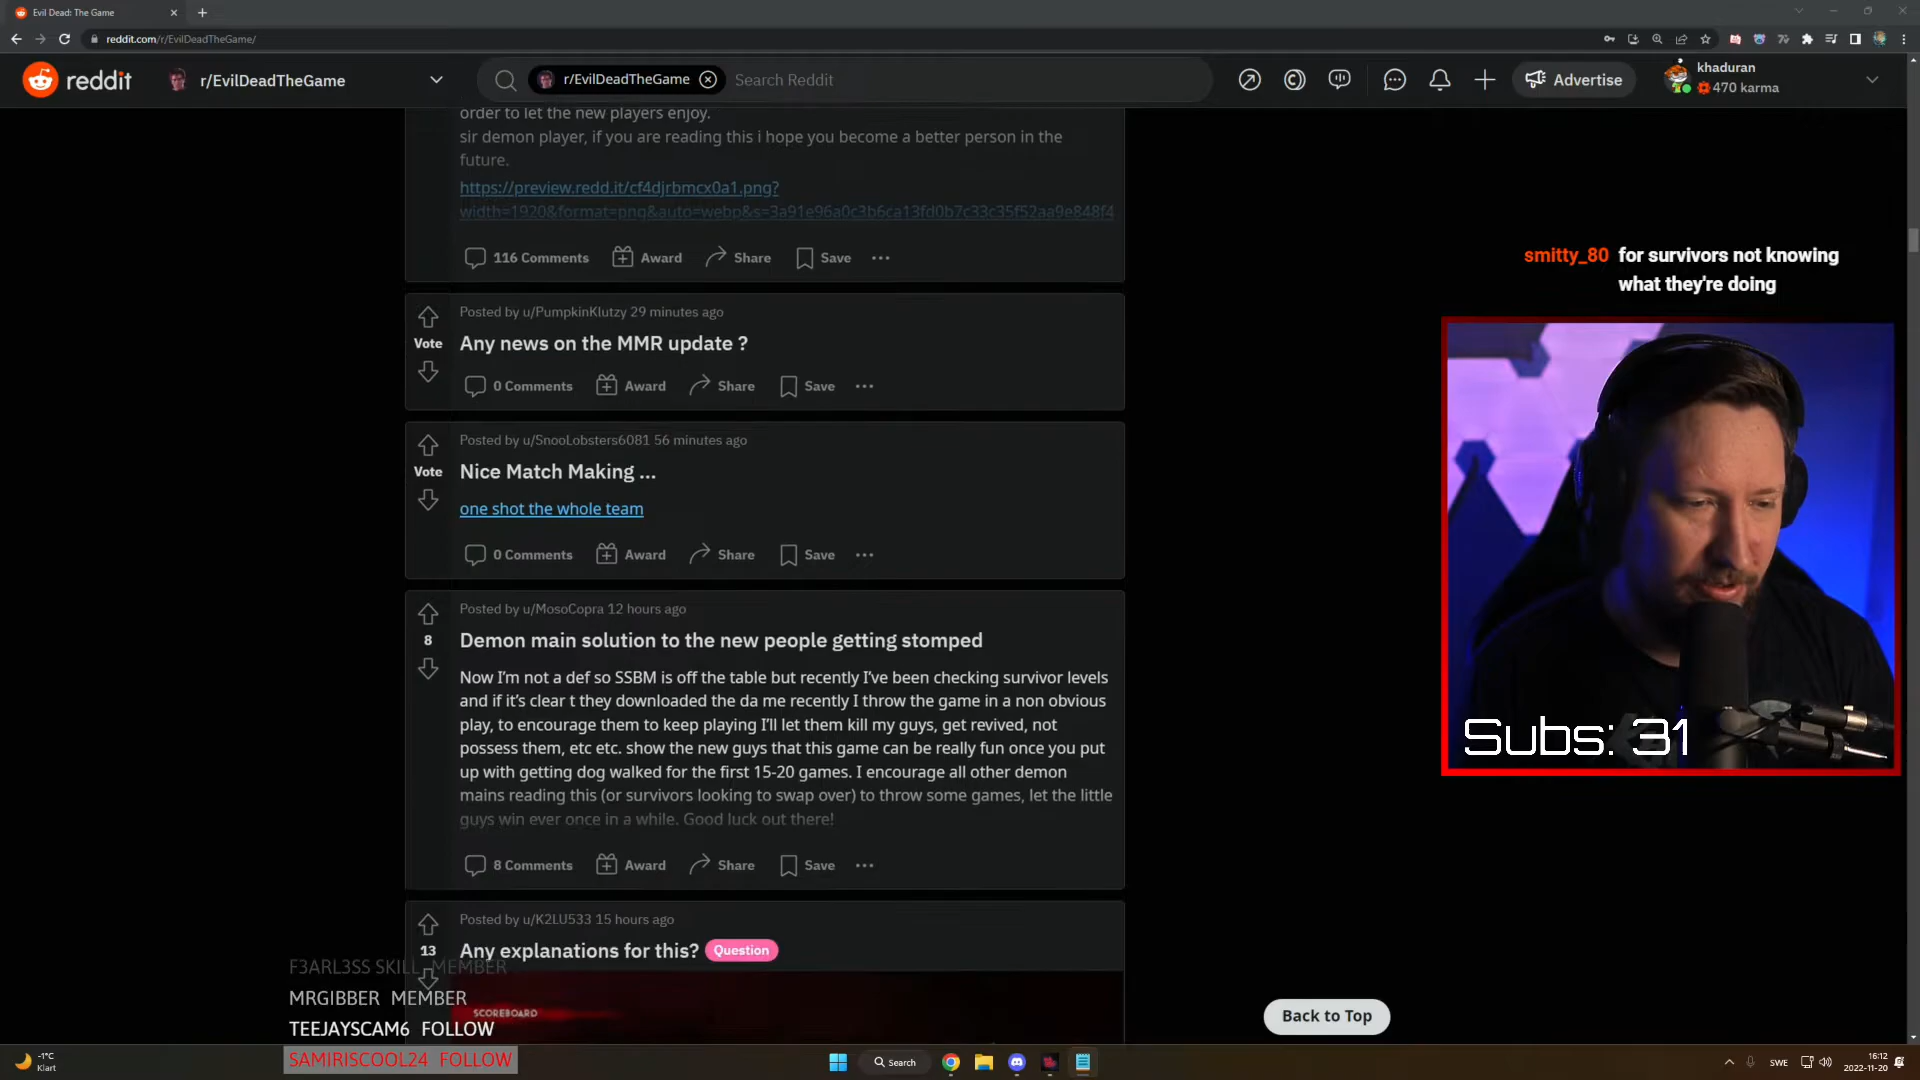 Evil Dead: The Game
reddit.com/r/EvilDeadTheGame/
reddit
r/EvilDeadTheGame
r/EvilDeadTheGame
Search Reddit
Advertise
khaduran
470 karma
order to let the new players enjoy.
sir demon player, if you are reading this i hope you become a better person in the
future.
https://preview.redd.it/cf4djrbmcx0a1.png?
width=1920&format=png&auto=webp&s=3a91e96a0c3b6ca13fd0b7c33c35f52aa9e848f4
116 Comments Award Share Save
smitty_80 for survivors not knowing
what they're doing
Posted by u/PumpkinKlutzy 29 minutes ago
Vote
Any news on the MMR update ?
0 Comments Award Share Save
Posted by u/SnooLobsters6081 56 minutes ago
Vote
Nice Match Making ...
one shot the whole team
0 Comments Award Share Save
Posted by u/MosoCopra 12 hours ago
8
Demon main solution to the new people getting stomped
Now I'm not a def so SSBM is off the table but recently I've been checking survivor levels
and if it's clear t they downloaded the da me recently I throw the game in a non obvious
play, to encourage them to keep playing I'll let them kill my guys, get revived, not
possess them, etc etc. show the new guys that this game can be really fun once you put
up with getting dog walked for the first 15-20 games. I encourage all other demon
mains reading this (or survivors looking to swap over) to throw some games, let the little
guys win ever once in a while. Good luck out there!
8 Comments Award Share Save
Subs: 31
Posted by u/K2LU533 15 hours ago
13
Any explanations for this? Question
SCOREBOARD
F3ARL3SS SKILL MEMBER
MRGIBBER MEMBER
TEEJAYSCAM6 FOLLOW
SAMIRISCOOL24 FOLLOW
Back to Top
-1°C
Klart
Search
SWE
16:12
2022-11-20